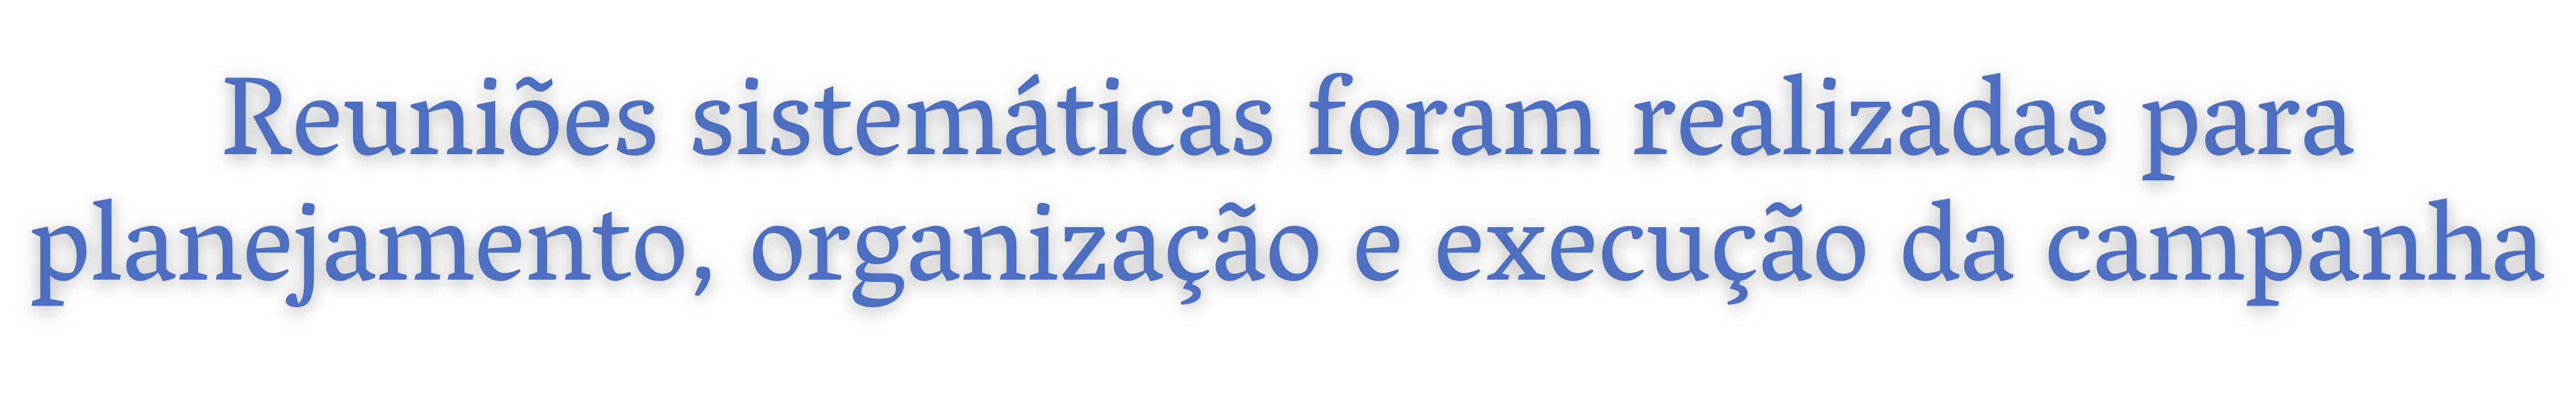 Reuniões sistemáticas foram realizadas para
planejamento, organização e execução da campanha